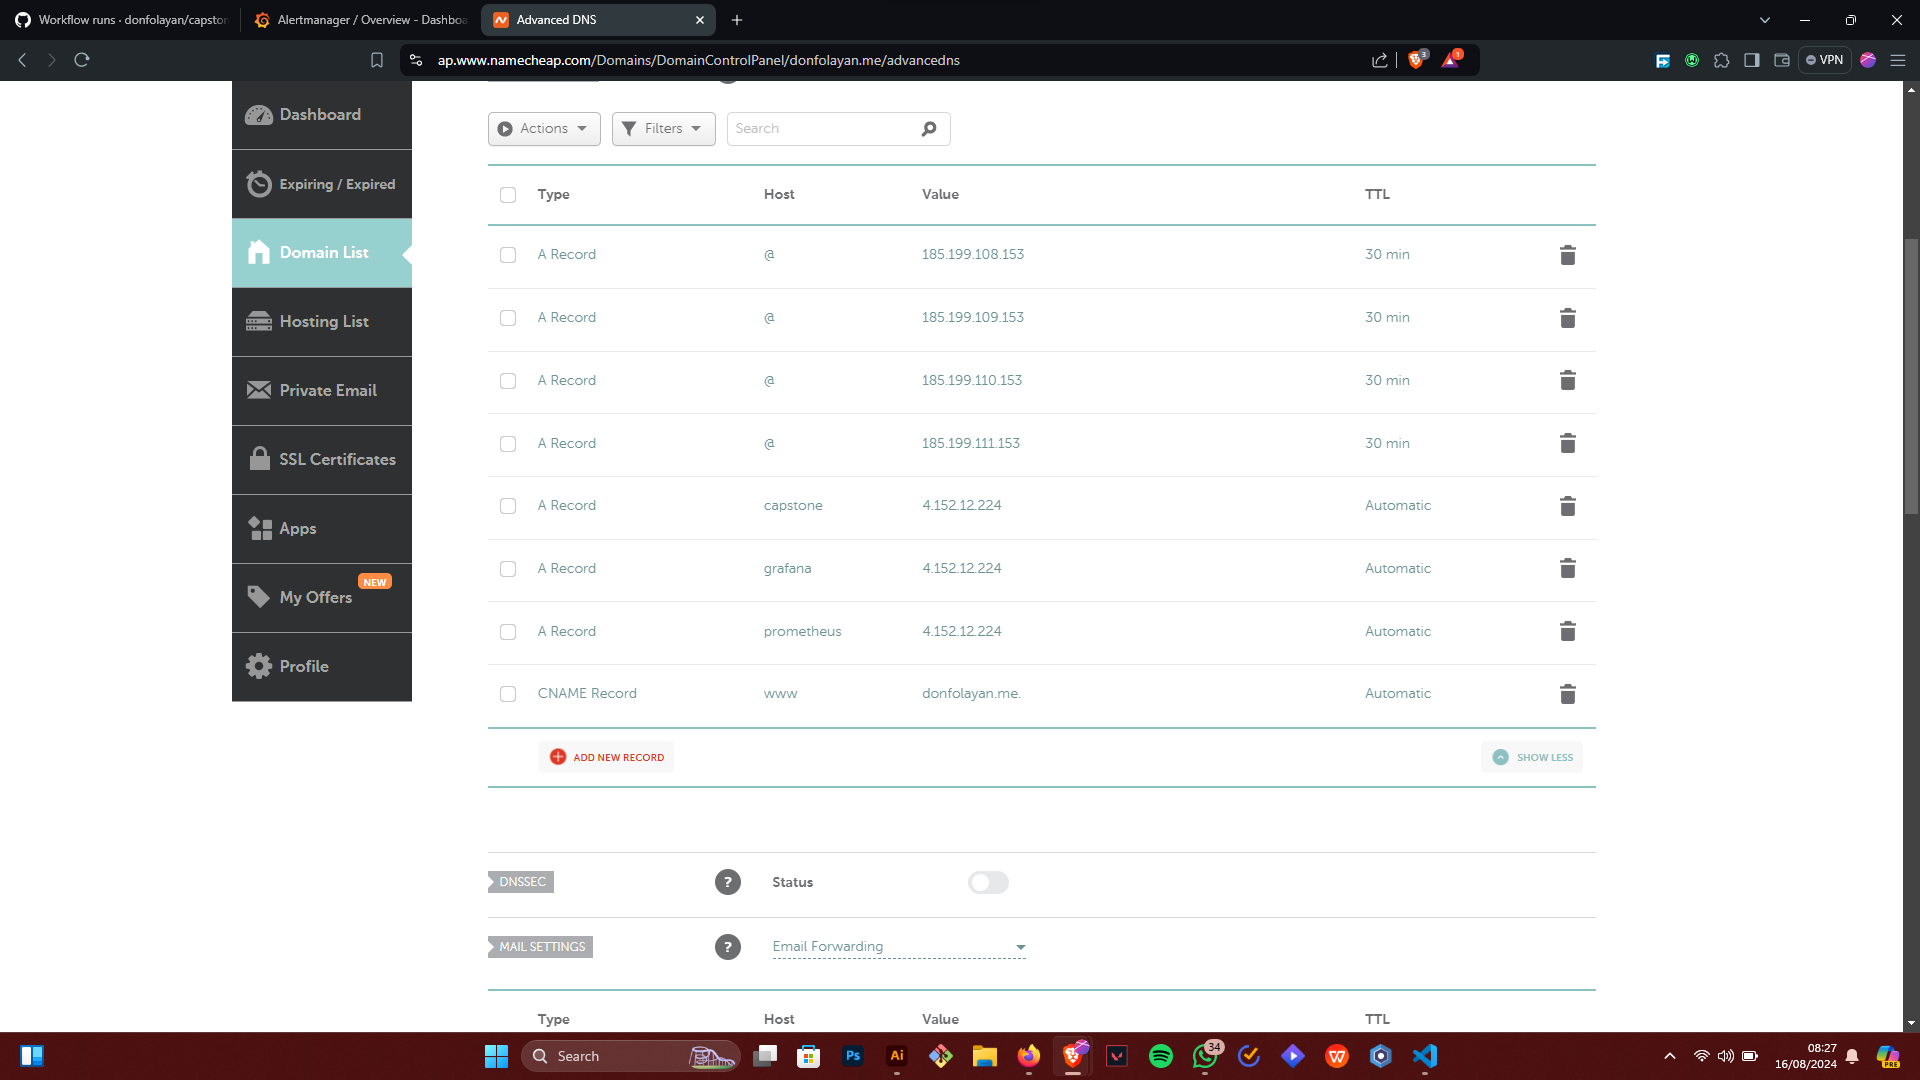 Workflow runs · donfolayan/capston
Alertmanager / Overview - Dashboa
Advanced DNS
ap.www.namecheap.com/Domains/DomainControlPanel/donfolayan.me/advancedns
3
1
VPN
Dashboard
Expiring / Expired
Domain List
Hosting List
Private Email
SSL Certificates
Apps
NEW
My Offers
Profile
Actions
Filters
Search
Type Host Value TTL
A Record @ 185.199.108.153 30 min
A Record @ 185.199.109.153 30 min
A Record @ 185.199.110.153 30 min
A Record @ 185.199.111.153 30 min
A Record capstone 4.152.12.224 Automatic
A Record grafana 4.152.12.224 Automatic
A Record prometheus 4.152.12.224 Automatic
CNAME Record www donfolayan.me. Automatic
ADD NEW RECORD
SHOW LESS
DNSSEC ? Status
MAIL SETTINGS ? Email Forwarding
Type Host Value TTL
Search
Ps
Ai
34
08:27
16/08/2024
PRE